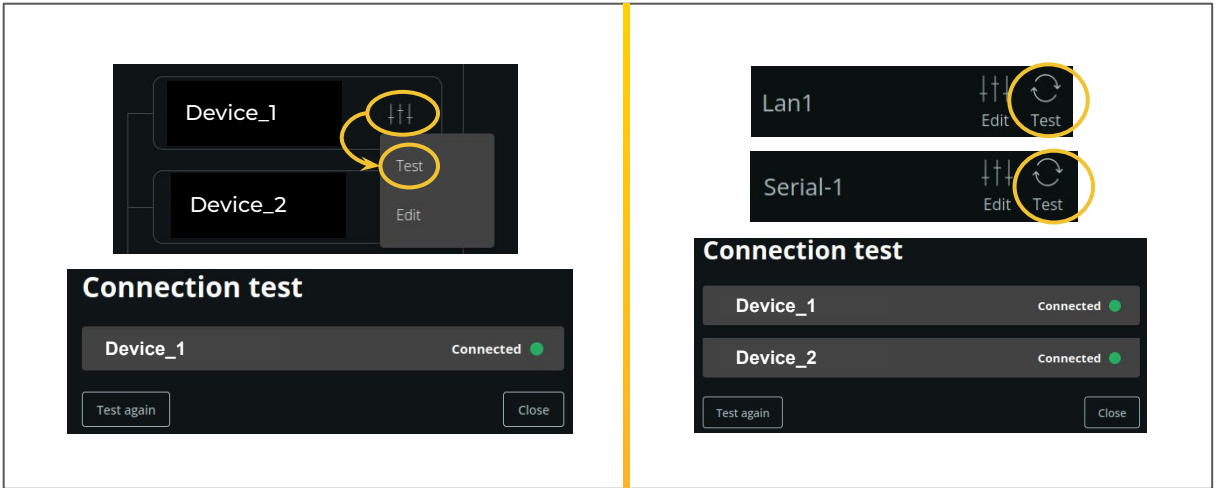 Device_1
Test
Device_2
Edit
Connection test
Device_1 Connected
Test again Close
Lan1 Edit Test
Serial-1 Edit Test
Connection test
Device_1 Connected
Device_2 Connected
Test again Close